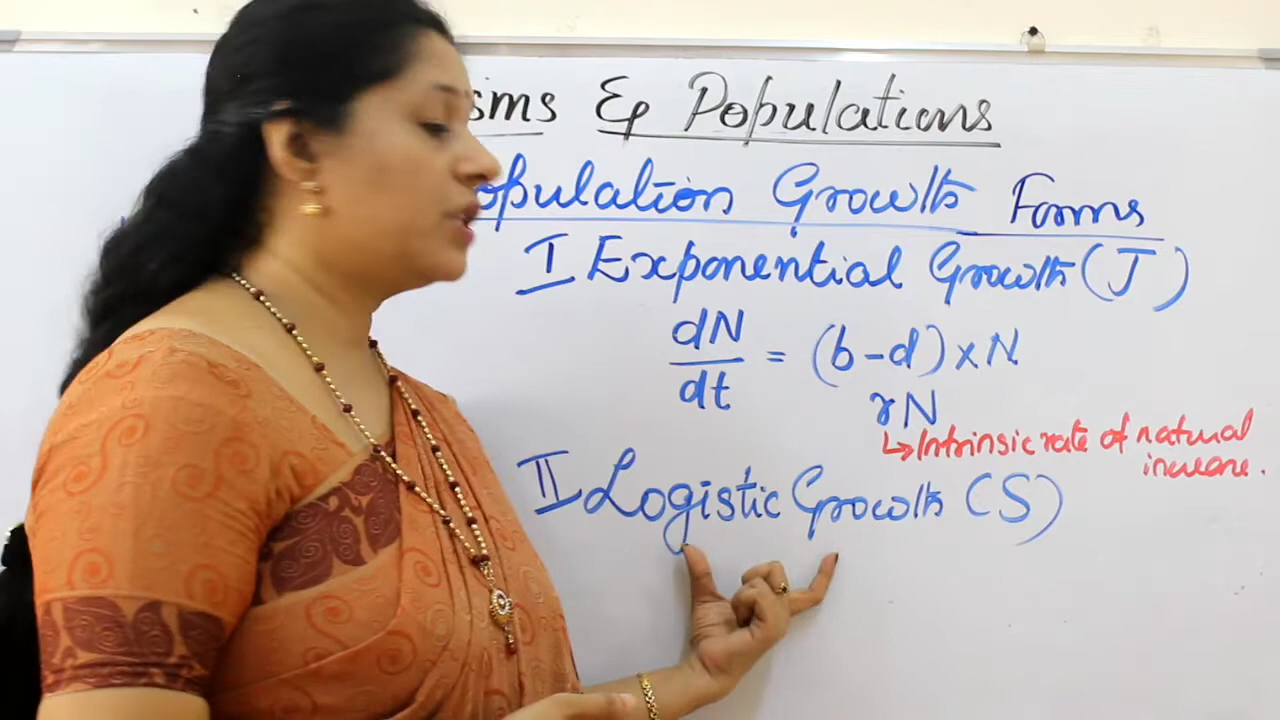 sms & Populations
opulation Growth Forms
I Exponential Growth (J)
dN/dt = (b-d) x N
rN
↳ Intrinsic rate of natural
increase.
II Logistic Growth (S)